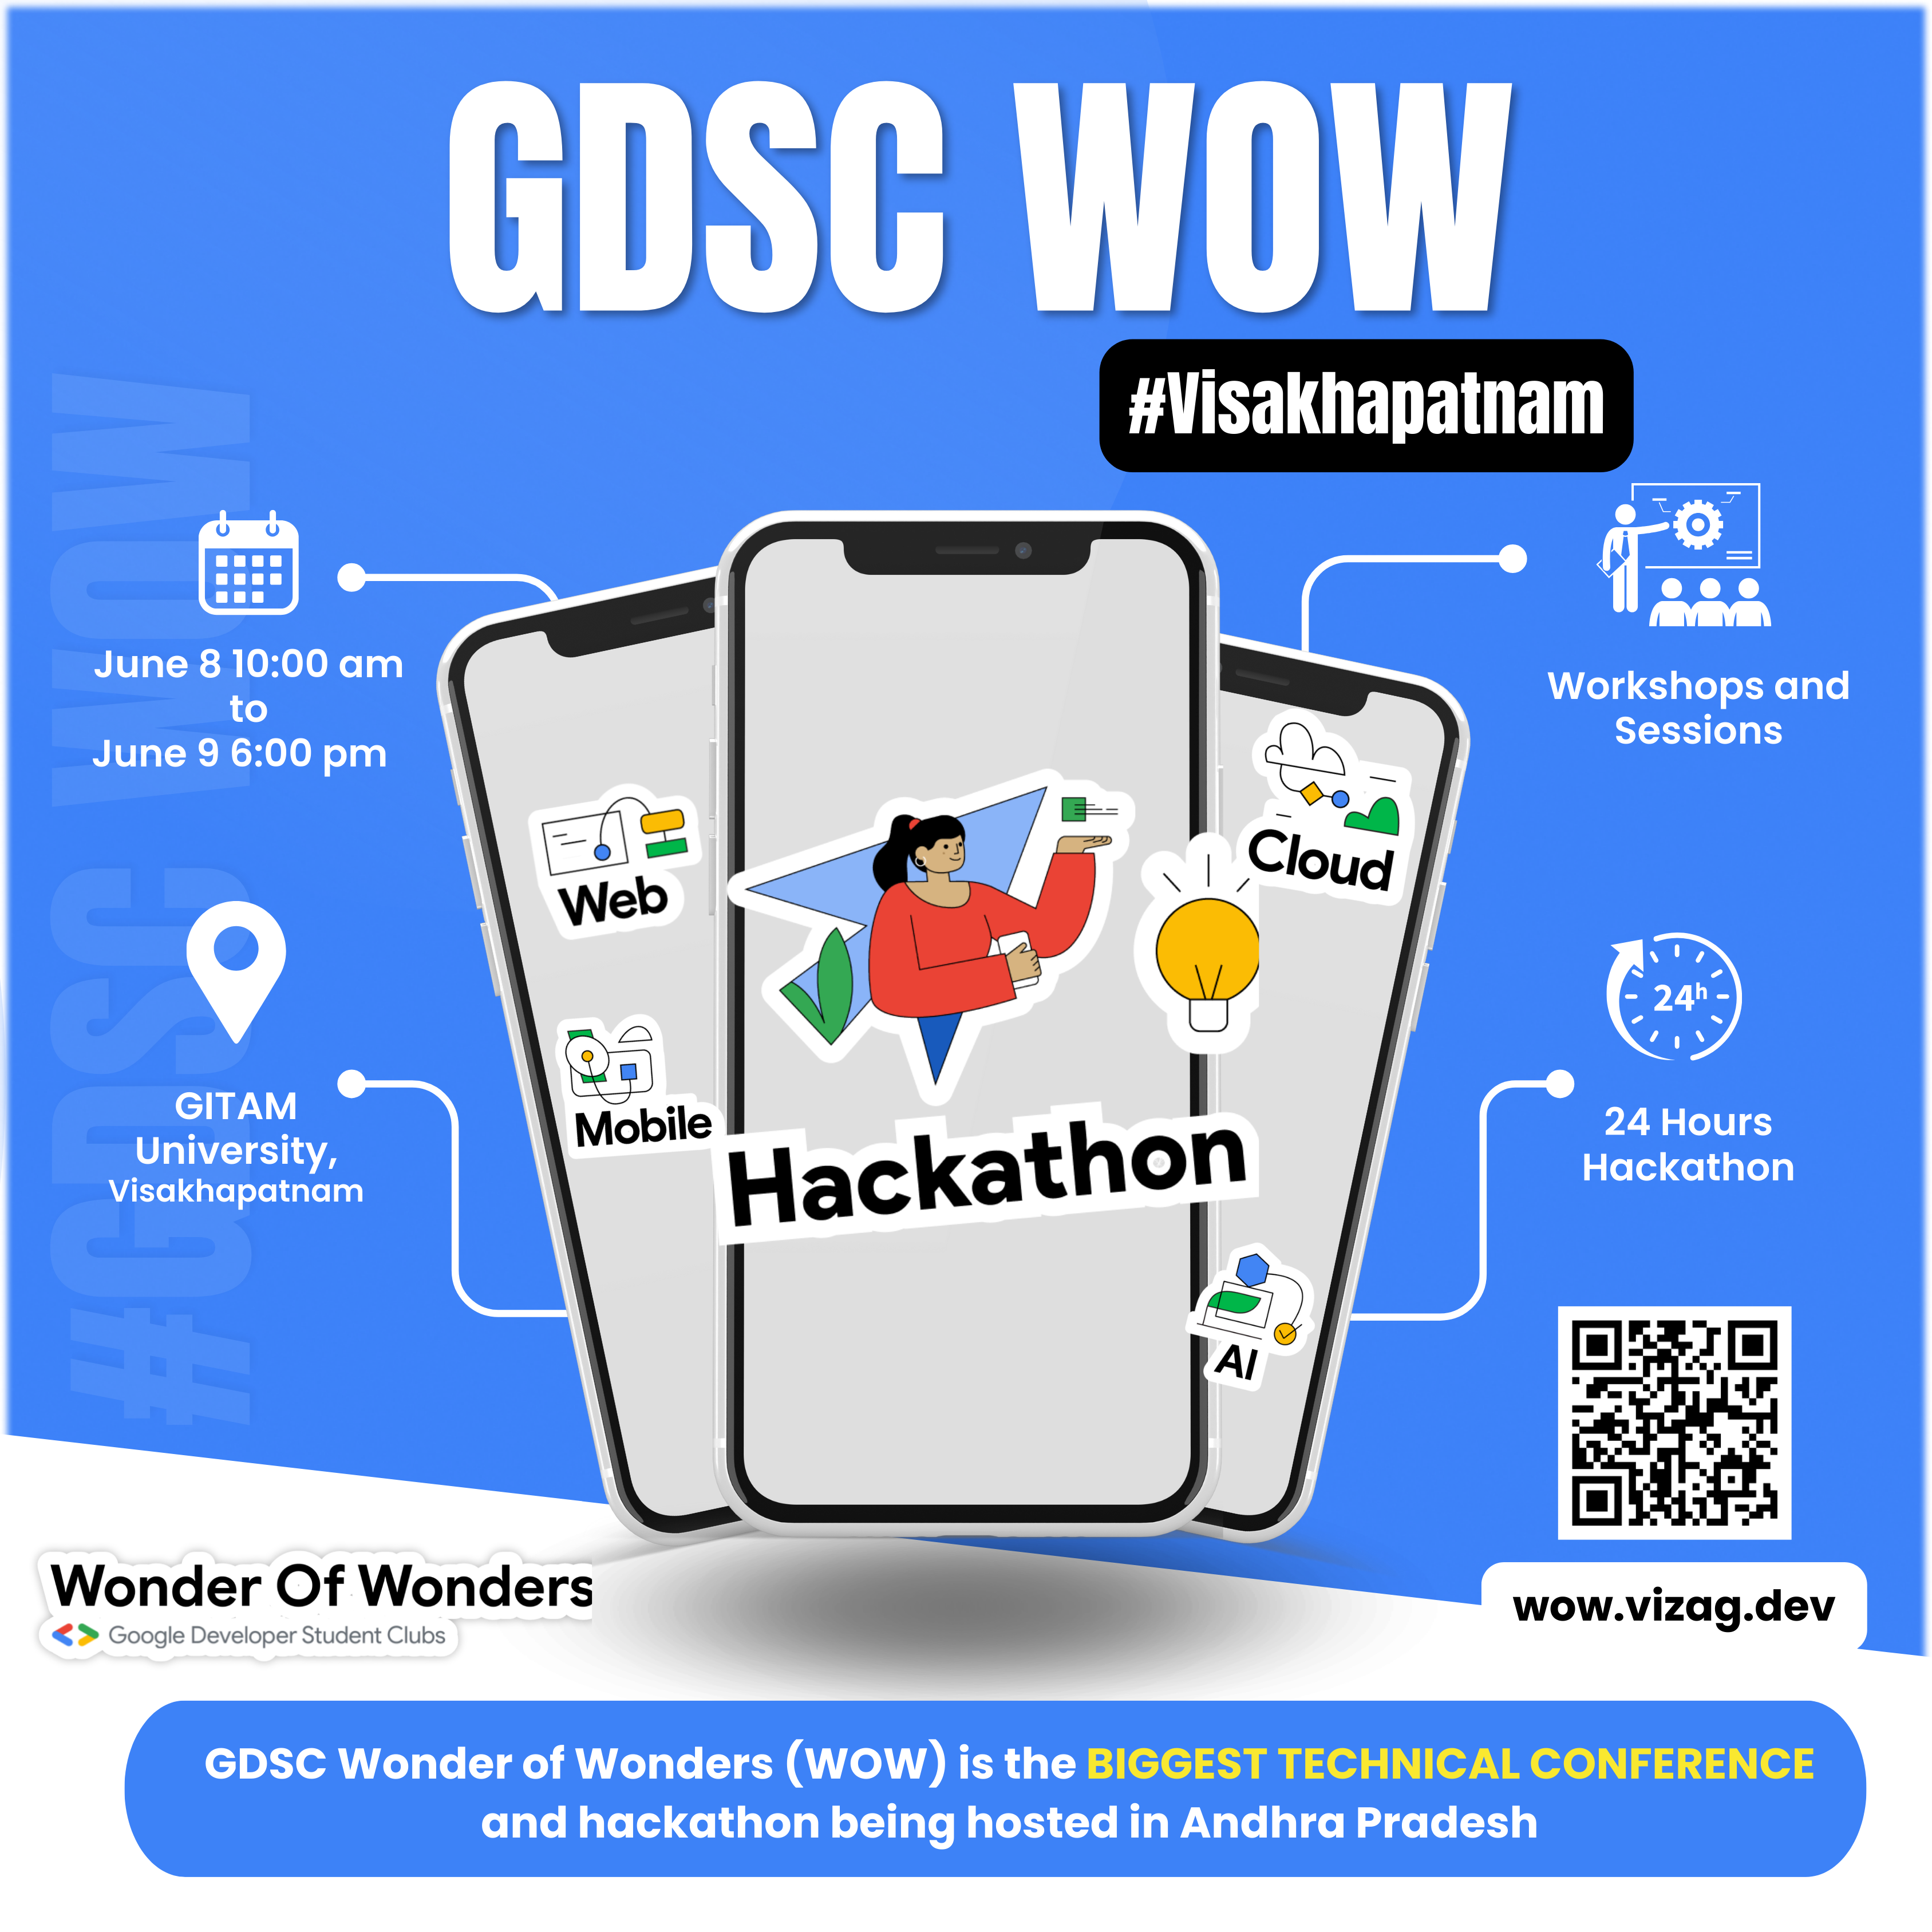 GDSC WOW
#Visakhapatnam
#GDSC WOW
June 8 10:00 am
to
June 9 6:00 pm
Workshops and
Sessions
Web
Cloud
Mobile
Hackathon
AI
GITAM
University,
Visakhapatnam
24h
24 Hours
Hackathon
Wonder Of Wonders
Google Developer Student Clubs
wow.vizag.dev
GDSC Wonder of Wonders (WOW) is the BIGGEST TECHNICAL CONFERENCE
and hackathon being hosted in Andhra Pradesh